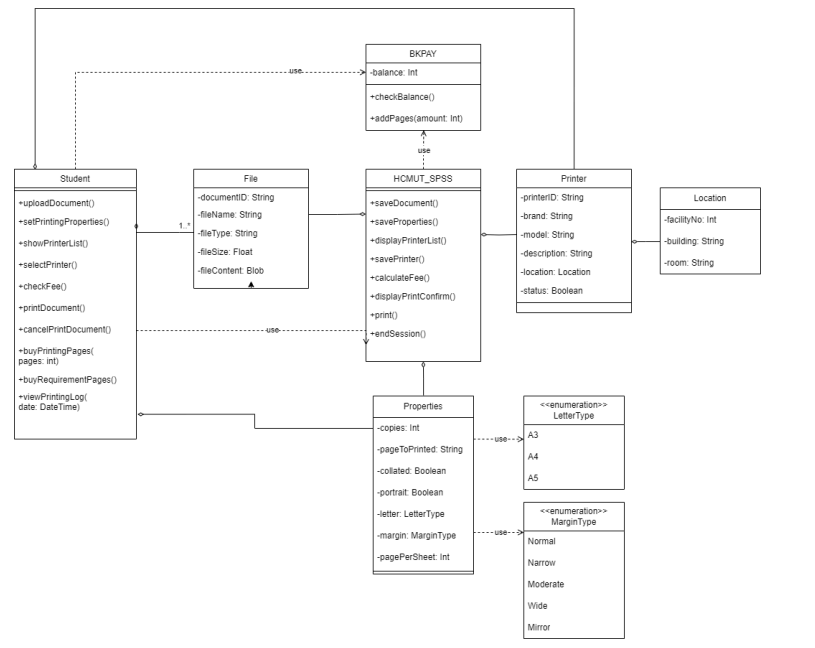 BKPAY
-balance: Int
+checkBalance()
+addPages(amount: Int)
use
use
Student
+uploadDocument()
+setPrintingProperties()
+showPrinterList()
+selectPrinter()
+checkFee()
+printDocument()
+cancelPrintDocument()
+buyPrintingPages(
pages: int)
+buyRequirementPages()
+viewPrintingLog(
date: DateTime)
1..*
File
-documentID: String
-fileName: String
-fileType: String
-fileSize: Float
-fileContent: Blob
use
HCMUT_SPSS
+saveDocument()
+saveProperties()
+displayPrinterList()
+savePrinter()
+calculateFee()
+displayPrintConfirm()
+print()
+endSession()
Printer
-printerID: String
-brand: String
-model: String
-description: String
-location: Location
-status: Boolean
Location
-facilityNo: Int
-building: String
-room: String
Properties
-copies: Int
-pageToPrinted: String
-collated: Boolean
-portrait: Boolean
-letter: LetterType
-margin: MarginType
-pagePerSheet: Int
use
use
<<enumeration>>
LetterType
A3
A4
A5
<<enumeration>>
MarginType
Normal
Narrow
Moderate
Wide
Mirror